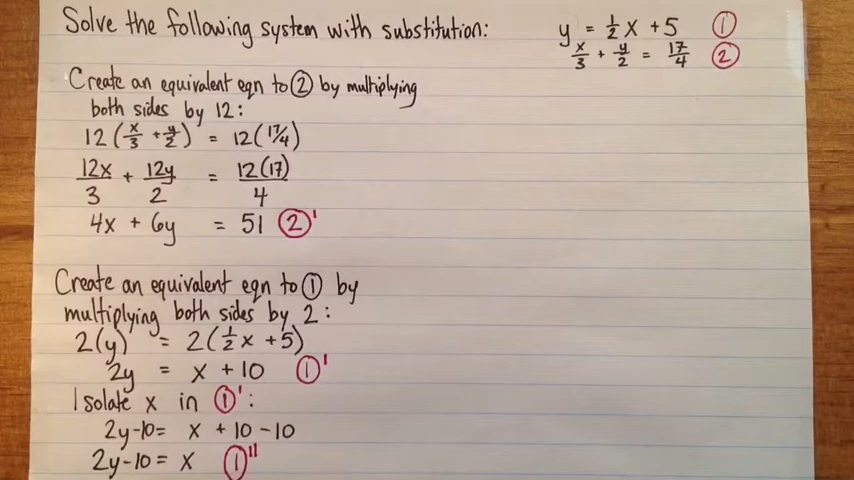 Solve the following system with substitution:
y = 1/2 x + 5 ①
x/3 + y/2 = 17/4 ②
Create an equivalent eqn to ② by multiplying
both sides by 12:
12(x/3 + y/2) = 12(17/4)
12x/3 + 12y/2 = 12(17)/4
4x + 6y = 51 ②'
Create an equivalent eqn to ① by
multiplying both sides by 2:
2(y) = 2(1/2 x + 5)
2y = x + 10 ①'
Isolate x in ①':
2y-10 = x + 10 - 10
2y-10 = x ①"